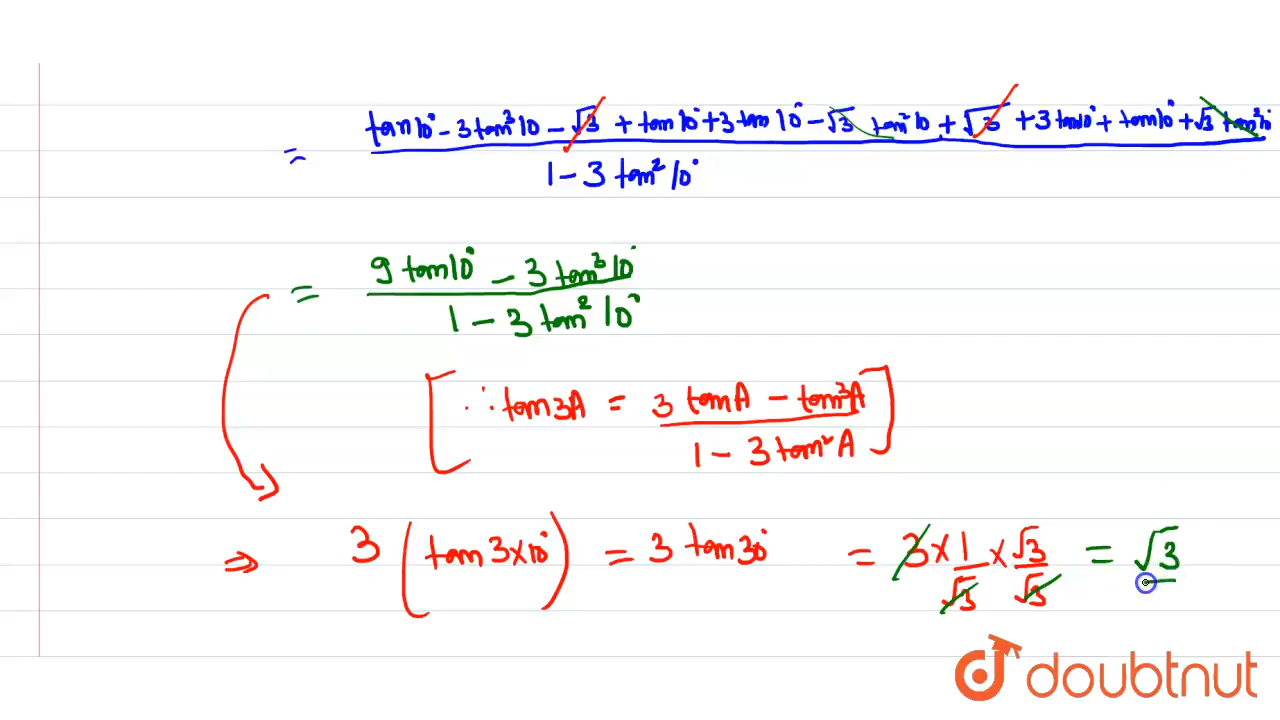 = tan10° - 3tan³10 - √3 + tan10° + 3tan10° - √3 tan²10 + √3 + 3tan10° + tan10° + √3 tan²10
1 - 3tan²10°
= 9tan10° - 3tan³10°
1 - 3tan²10°
[∵ tan3A = 3tanA - tan³A
1 - 3tan²A]
⇒ 3(tan3×10°) = 3tan30° = 3 × 1/√3 × √3/√3 = √3
doubtnut